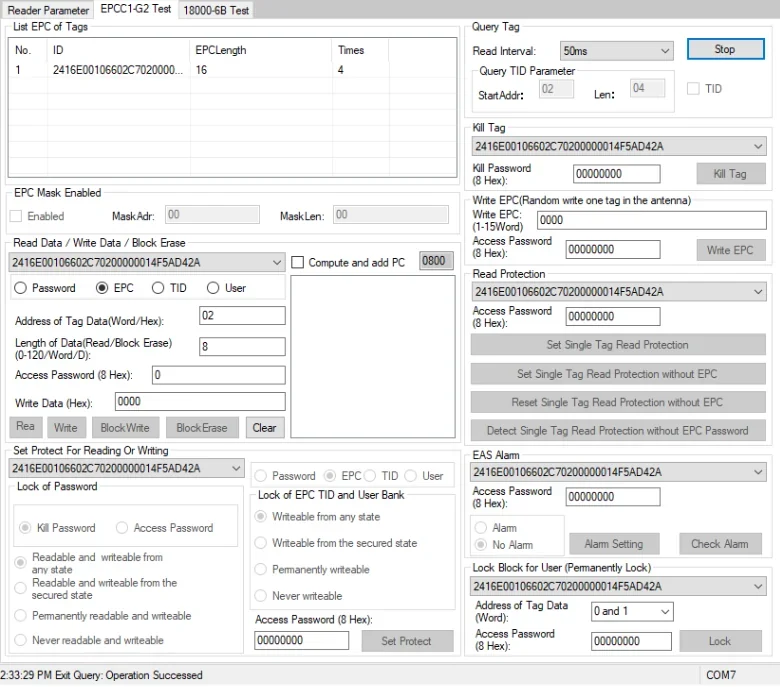 Reader Parameter EPCC1-G2 Test 18000-6B Test
List EPC of Tags
No. ID EPCLength Times
1 2416E00106602C7020000... 16 4
EPC Mask Enabled
Enabled MaskAdr: 00 MaskLen: 00
Read Data / Write Data / Block Erase
2416E00106602C70200000014F5AD42A
Compute and add PC 0800
Password EPC TID User
Address of Tag Data(Word/Hex): 02
Length of Data(Read/Block Erase)
(0-120/Word/D): 8
Access Password (8 Hex): 0
Write Data (Hex): 0000
Rea Write BlockWrite BlockErase Clear
Set Protect For Reading Or Writing
2416E00106602C70200000014F5AD42A
Lock of Password
Kill Password Access Password
Readable and writeable from
any state
Readable and writeable from the
secured state
Permanently readable and writeable
Never readable and writeable
Password EPC TID User
Lock of EPC TID and User Bank
Writeable from any state
Writeable from the secured state
Permanently writeable
Never writeable
Access Password (8 Hex):
00000000 Set Protect
Query Tag
Read Interval: 50ms Stop
Query TID Parameter
StartAddr: 02 Len: 04 TID
Kill Tag
2416E00106602C70200000014F5AD42A
Kill Password
(8 Hex): 00000000 Kill Tag
Write EPC(Random write one tag in the antenna)
Write EPC: 0000
(1-15Word)
Access Password
(8 Hex): 00000000 Write EPC
Read Protection
2416E00106602C70200000014F5AD42A
Access Password
(8 Hex): 00000000
Set Single Tag Read Protection
Set Single Tag Read Protection without EPC
Reset Single Tag Read Protection without EPC
Detect Single Tag Read Protection without EPC Password
EAS Alarm
2416E00106602C70200000014F5AD42A
Access Password
(8 Hex): 00000000
Alarm
No Alarm Alarm Setting Check Alarm
Lock Block for User (Permanently Lock)
2416E00106602C70200000014F5AD42A
Address of Tag Data
(Word): 0 and 1
Access Password
(8 Hex): 00000000 Lock
2:33:29 PM Exit Query: Operation Successed COM7